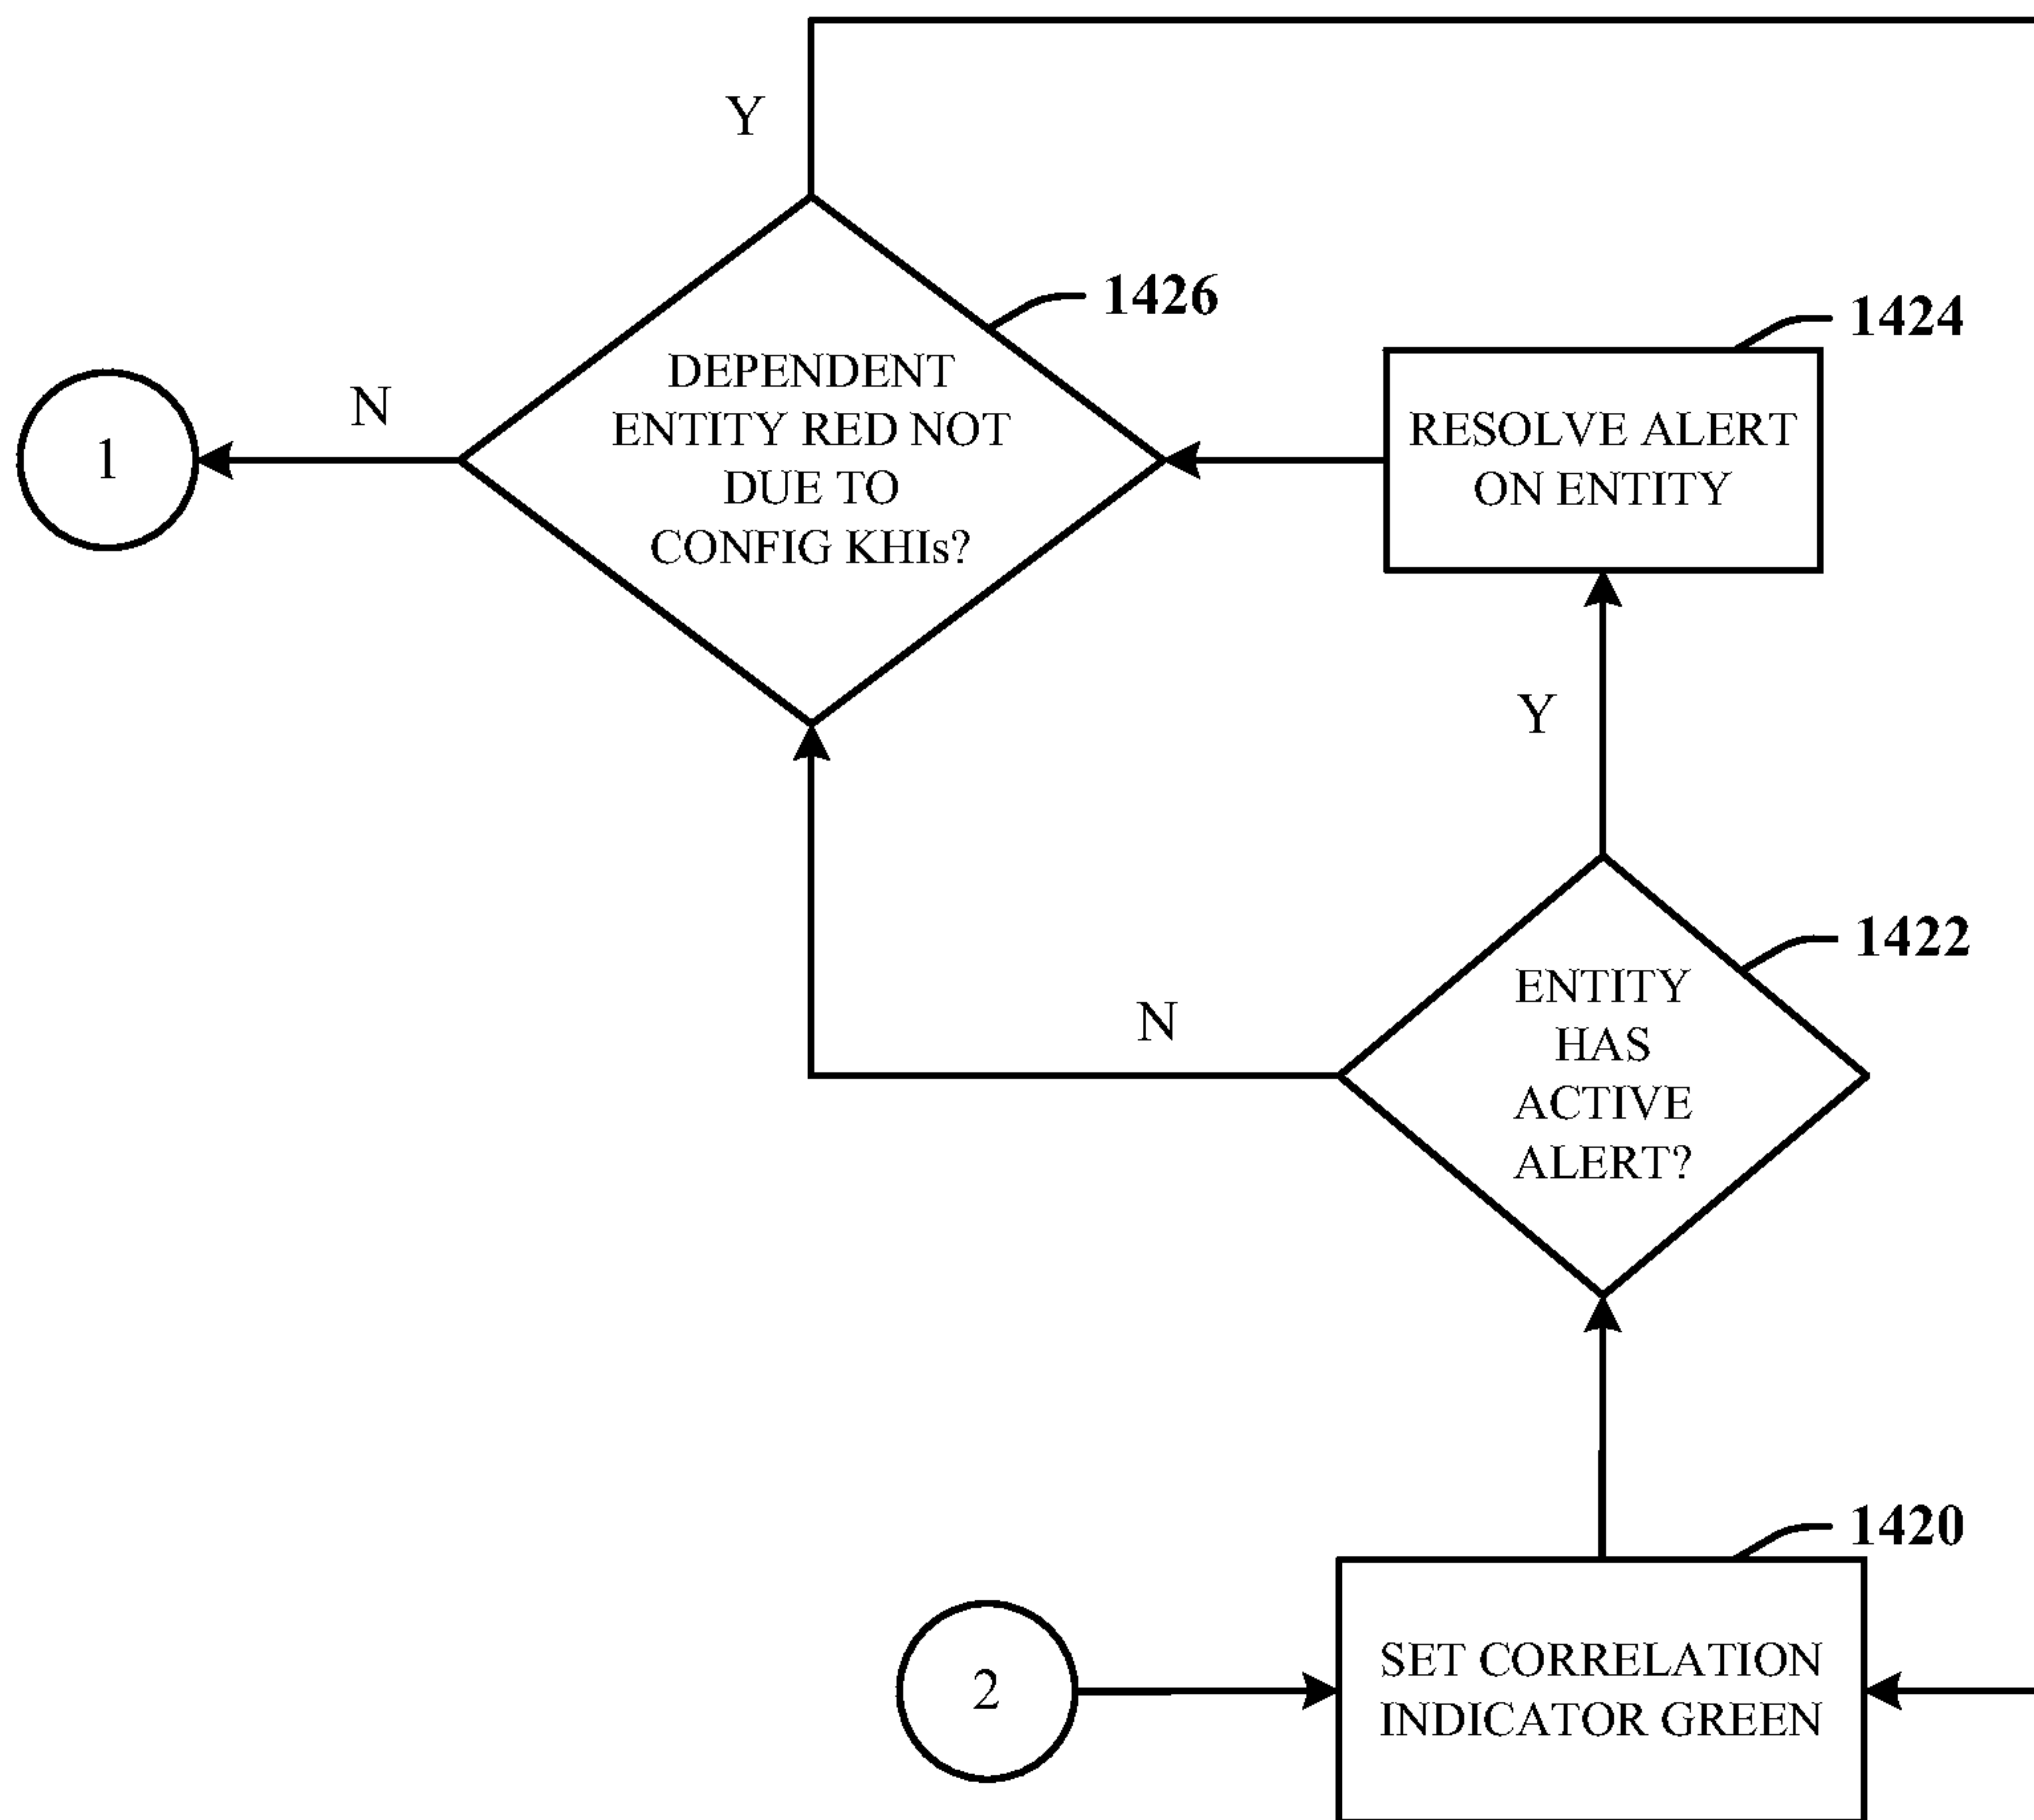 Y
1426
1424
N
1
DEPENDENT
ENTITY RED NOT
DUE TO
CONFIG KHIs?
RESOLVE ALERT
ON ENTITY
Y
1422
N
ENTITY
HAS
ACTIVE
ALERT?
1420
2
SET CORRELATION
INDICATOR GREEN